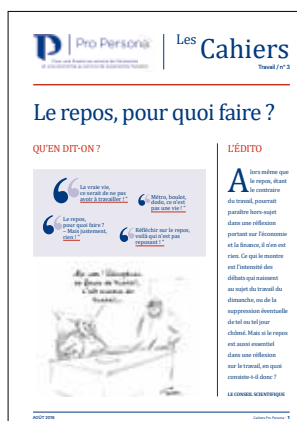 Pro Persona
Les Cahiers
Travail / n° 3
Le repos, pour quoi faire ?
QU'EN DIT-ON ?
La vraie vie,
ce serait de ne pas
avoir à travailler ! "
Métro, boulot,
dodo, ce n'est
pas une vie ! "
Le repos,
pour quoi faire ?
– Mais justement,
rien ! "
Réfléchir sur le repos,
voilà qui n'est pas
reposant ! "
L'ÉDITO
Alors même que
le repos, étant
le contraire
du travail, pourrait
paraître hors-sujet
dans une réflexion
portant sur l'économie
et la finance, il n'en est
rien. Ce qui le montre
est l'intensité des
débats qui naissent
au sujet du travail du
dimanche, ou de la
suppression éventuelle
de tel ou tel jour
chômé. Mais si le repos
est aussi essentiel
dans une réflexion
sur le travail, en quoi
consiste-t-il donc ?
LE CONSEIL SCIENTIFIQUE
AOÛT 2016
Cahiers Pro Persona - 1